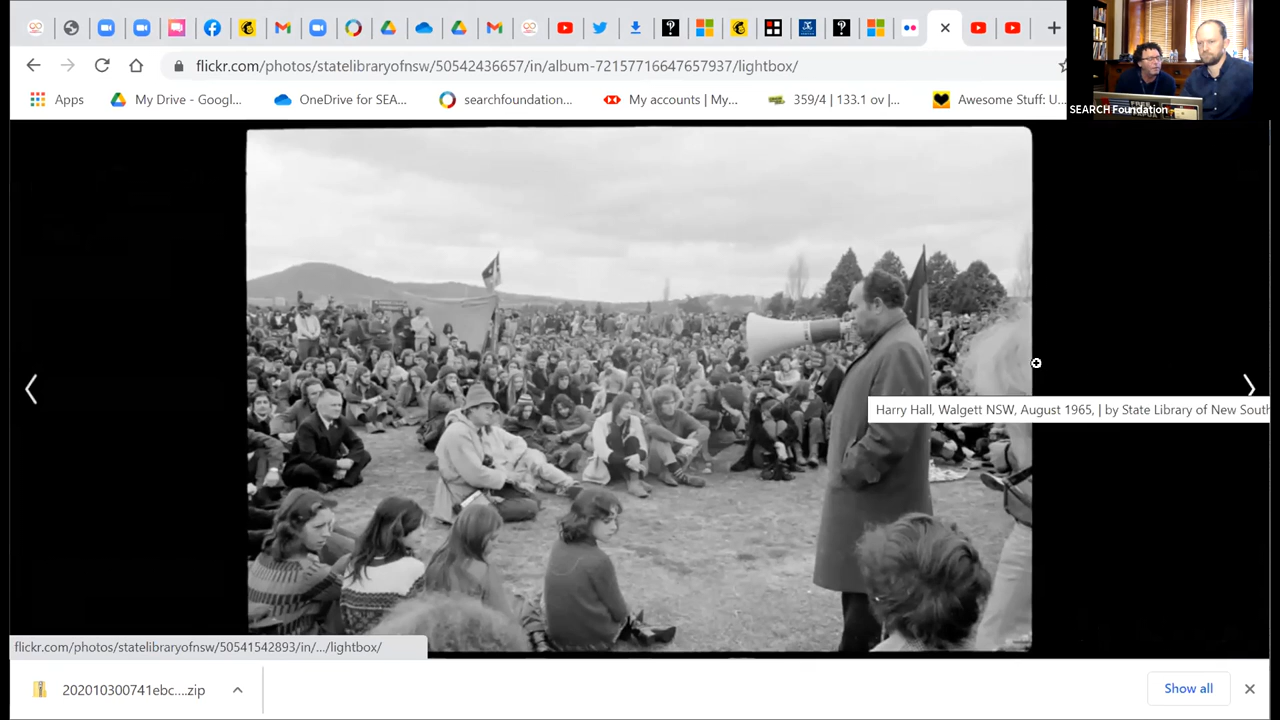 flickr.com/photos/statelibraryofnsw/50542436657/in/album-72157716647657937/lightbox/
Apps
My Drive - Googl...
OneDrive for SEA...
searchfoundation...
My accounts | My...
359/4 | 133.1 ov |...
Awesome Stuff: U...
SEARCH Foundation
Harry Hall, Walgett NSW, August 1965, | by State Library of New South
flickr.com/photos/statelibraryofnsw/50541542893/in/.../lightbox/
202010300741ebc....zip
Show all